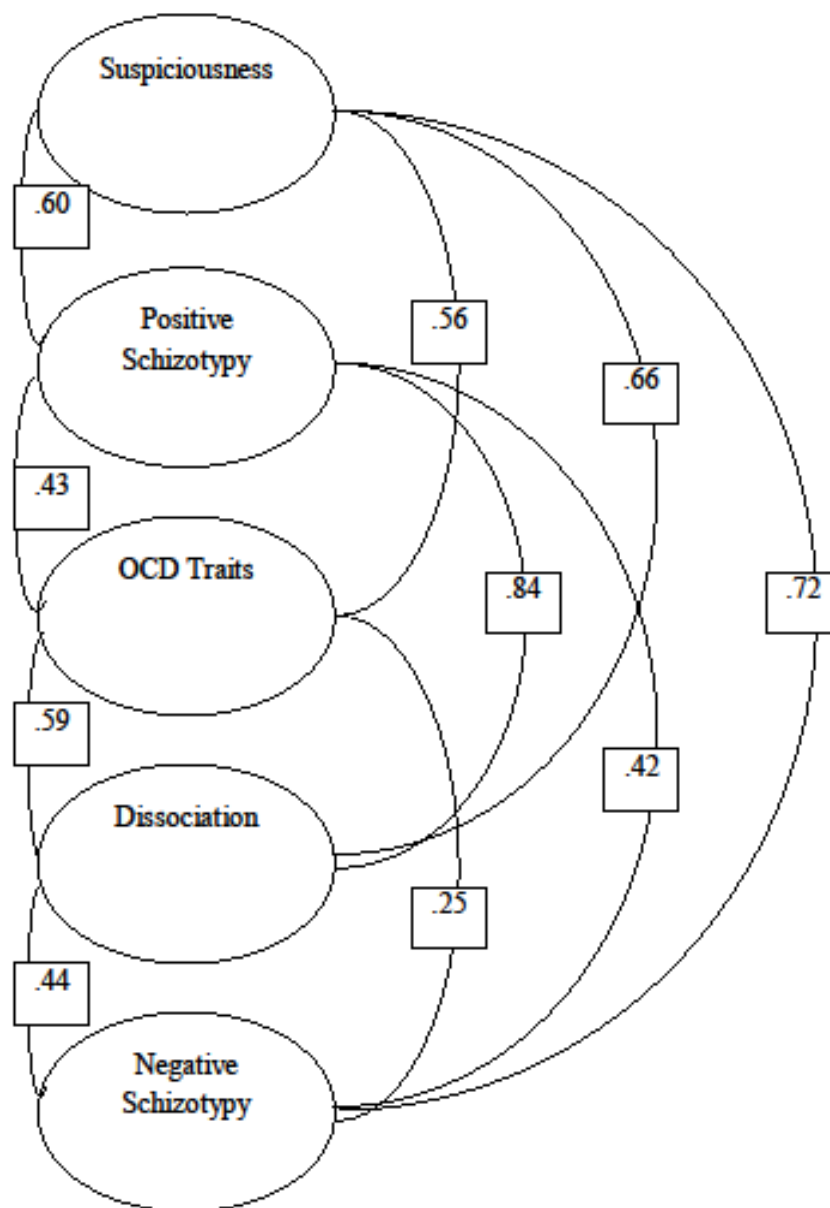 Suspiciousness
.60
Positive
Schizotypy
.56
.66
.43
OCD Traits
.84
.72
.59
Dissociation
.42
.25
.44
Negative
Schizotypy